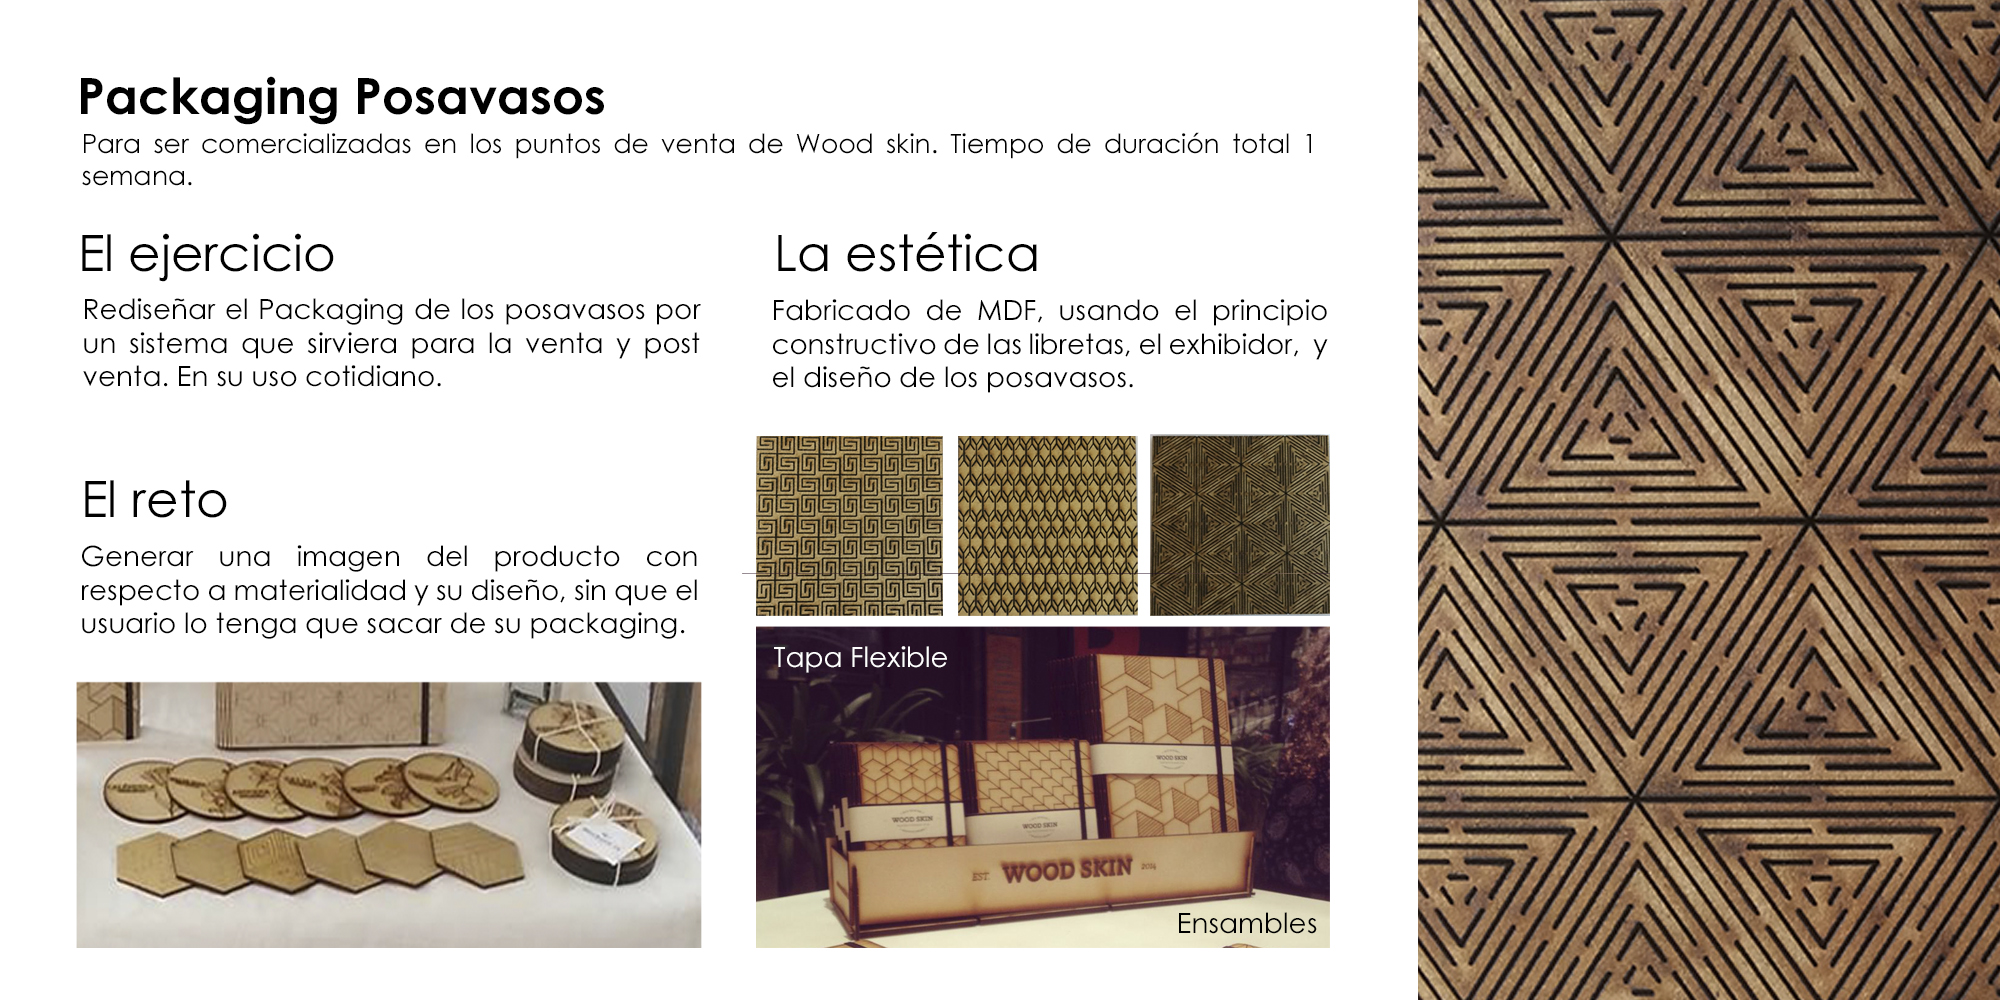 Packaging Posavasos
Para ser comercializadas en los puntos de venta de Wood skin. Tiempo de duración total 1
semana.
El ejercicio
Rediseñar el Packaging de los posavasos por
un sistema que sirviera para la venta y post
venta. En su uso cotidiano.
El reto
Generar una imagen del producto con
respecto a materialidad y su diseño, sin que el
usuario lo tenga que sacar de su packaging.
La estética
Fabricado de MDF, usando el principio
constructivo de las libretas, el exhibidor, y
el diseño de los posavasos.
Tapa Flexible
WOOD SKIN
WOOD SKIN
WOOD SKIN
EST. WOOD SKIN 2014
Ensambles